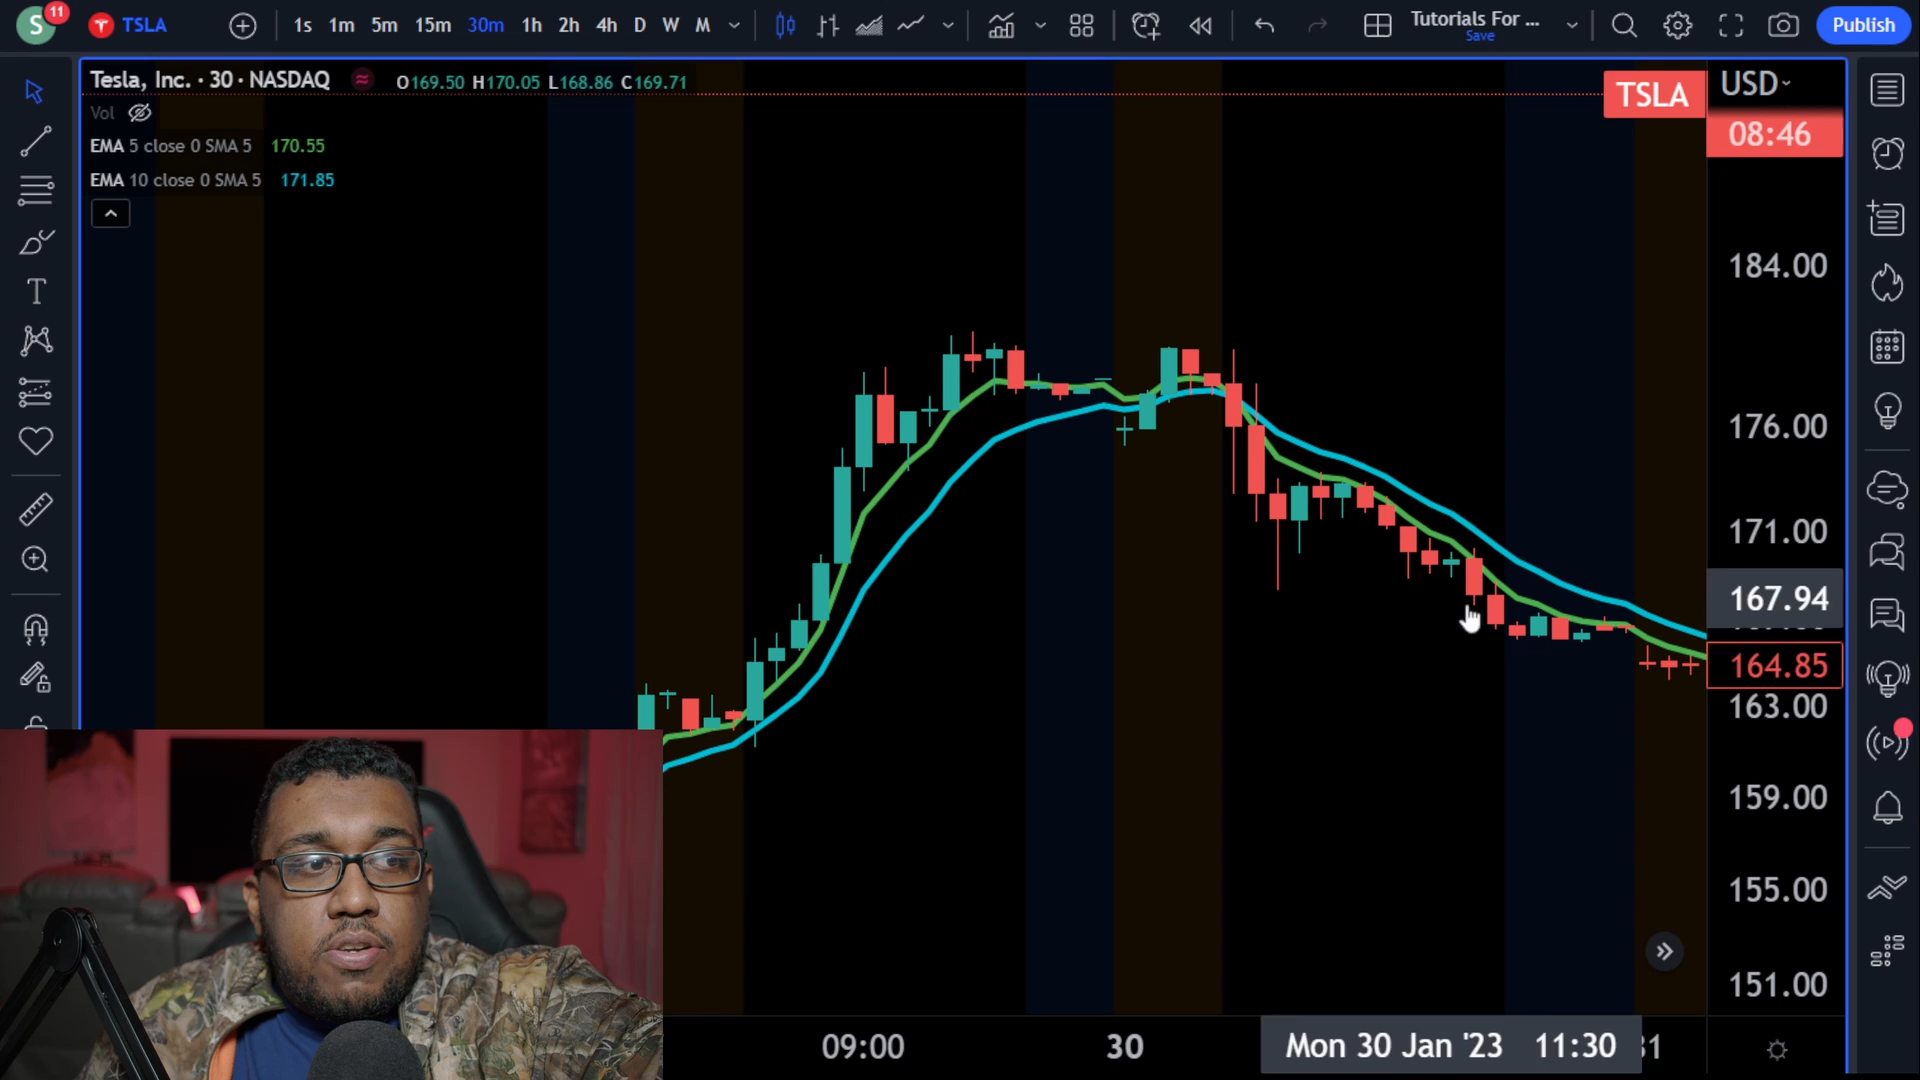 S 11 TSLA 1s 1m 5m 15m 30m 1h 2h 4h D W M Tutorials For ... Publish
Save
Tesla, Inc. · 30 · NASDAQ O169.50 H170.05 L168.86 C169.71
TSLA
USD
Vol
08:46
EMA 5 close 0 SMA 5 170.55
EMA 10 close 0 SMA 5 171.85
184.00
176.00
171.00
167.94
164.85
163.00
159.00
155.00
151.00
09:00 30 Mon 30 Jan '23 11:30 31